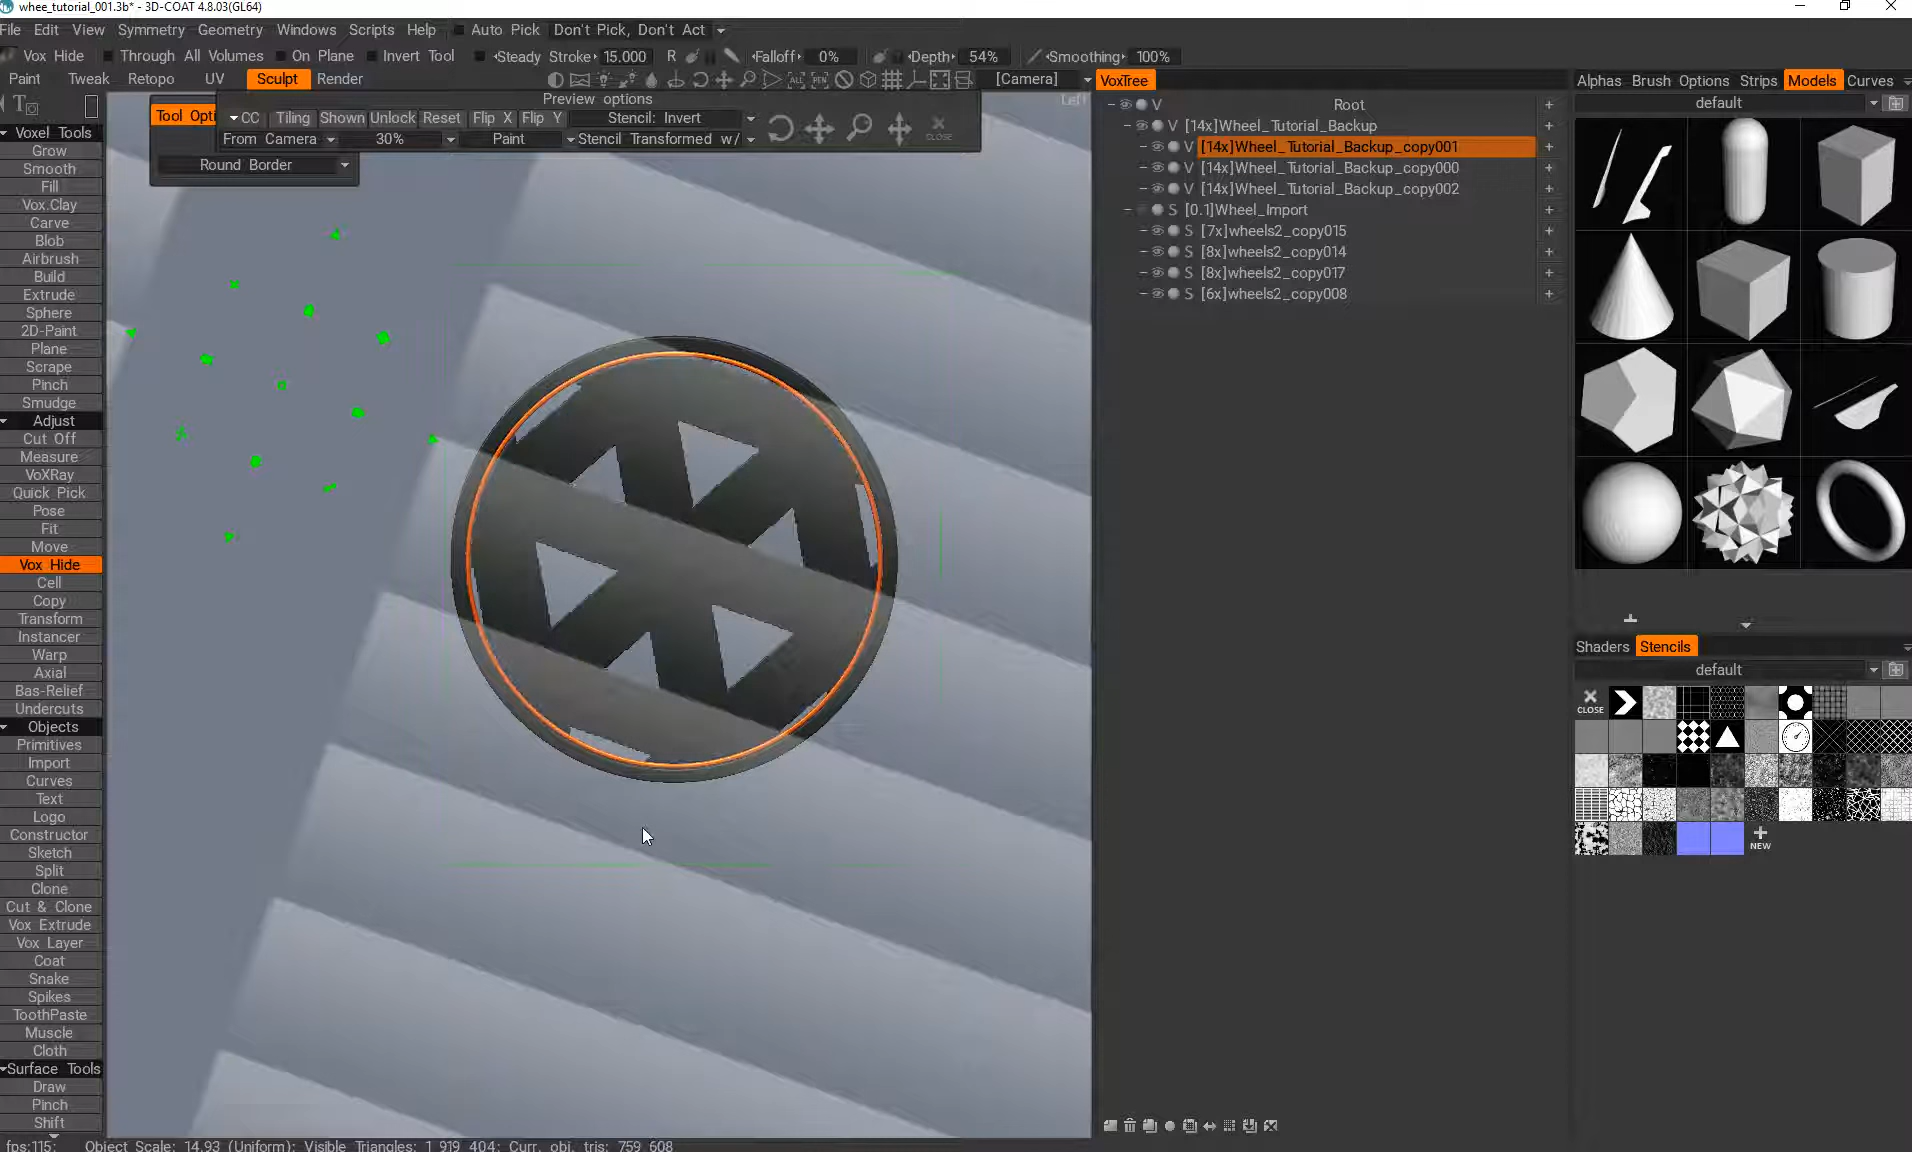 whee_tutorial_001.3b* - 3D-COAT 4.8.03(GL64)
File Edit View Symmetry Geometry Windows Scripts Help Auto Pick Don't Pick, Don't Act
Vox Hide Through All Volumes On Plane Invert Tool Steady Stroke 15.000 R Falloff 0% Depth 54% Smoothing 100%
Paint Tweak Retopo UV Sculpt Render ALL PEN [Camera]
VoxTree
Alphas Brush Options Strips Models Curves
default
Left
Preview options
Tool Opti
CC Tiling Shown Unlock Reset Flip X Flip Y Stencil: Invert
From Camera 30% Paint Stencil Transformed w/
CLOSE
Round Border
V Root +
V [14x]Wheel_Tutorial_Backup +
V [14x]Wheel_Tutorial_Backup_copy001 +
V [14x]Wheel_Tutorial_Backup_copy000 +
V [14x]Wheel_Tutorial_Backup_copy002 +
S [0.1]Wheel_Import +
S [7x]wheels2_copy015 +
S [8x]wheels2_copy014 +
S [8x]wheels2_copy017 +
S [6x]wheels2_copy008 +
Voxel Tools
Grow
Smooth
Fill
Vox.Clay
Carve
Blob
Airbrush
Build
Extrude
Sphere
2D-Paint
Plane
Scrape
Pinch
Smudge
Adjust
Cut Off
Measure
VoXRay
Quick Pick
Pose
Fit
Move
Vox Hide
Cell
Copy
Transform
Instancer
Warp
Axial
Bas-Relief
Undercuts
Objects
Primitives
Import
Curves
Text
Logo
Constructor
Sketch
Split
Clone
Cut & Clone
Vox Extrude
Vox Layer
Coat
Snake
Spikes
ToothPaste
Muscle
Cloth
Surface Tools
Draw
Pinch
Shift
Shaders Stencils
default
CLOSE
NEW
fps:115; Object Scale: 14.93 (Uniform); Visible Triangles: 1 919 404; Curr. obj. tris: 759 608